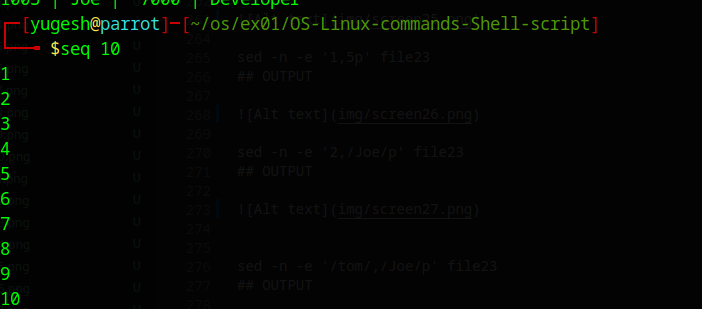 1005 | Joe | 7000 | Developer
[yugesh@parrot]─[~/os/ex01/OS-Linux-commands-Shell-script]
$seq 10
1
2
3
4
5
6
7
8
9
10
265 sed -n -e '1,5p' file23
266 ## OUTPUT
267
268 ![Alt text](img/screen26.png)
269
270 sed -n -e '2,/Joe/p' file23
271 ## OUTPUT
272
273 ![Alt text](img/screen27.png)
274
275
276 sed -n -e '/tom/,/Joe/p' file23
277 ## OUTPUT
278